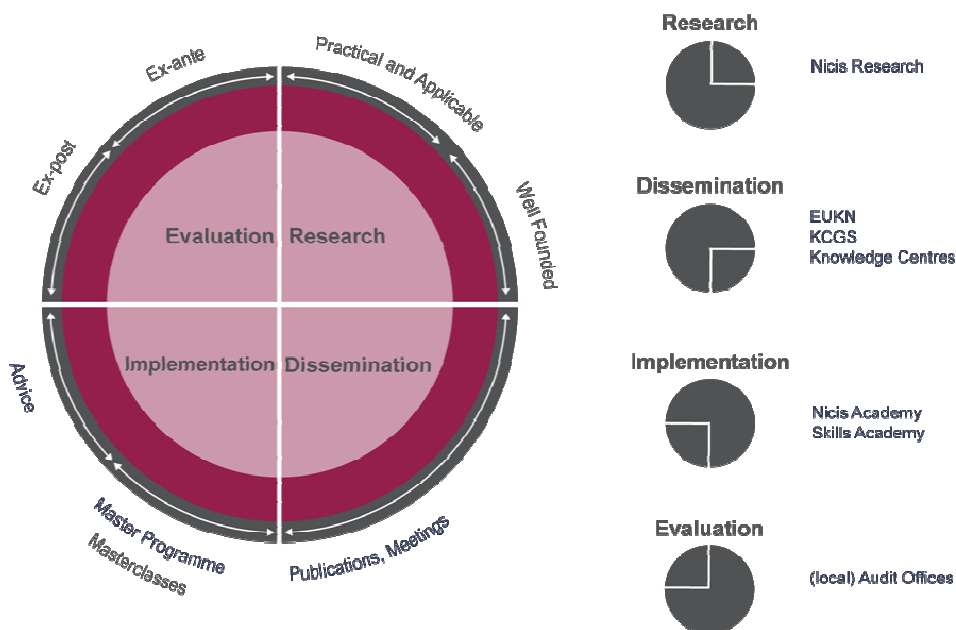 Ex-ante
Practical and Applicable
Ex-post
Well Founded
Evaluation
Research
Implementation
Dissemination
Advice
Master Programme
Masterclasses
Publications, Meetings
Research
Nicis Research
Dissemination
EUKN
KCGS
Knowledge Centres
Implementation
Nicis Academy
Skills Academy
Evaluation
(local) Audit Offices